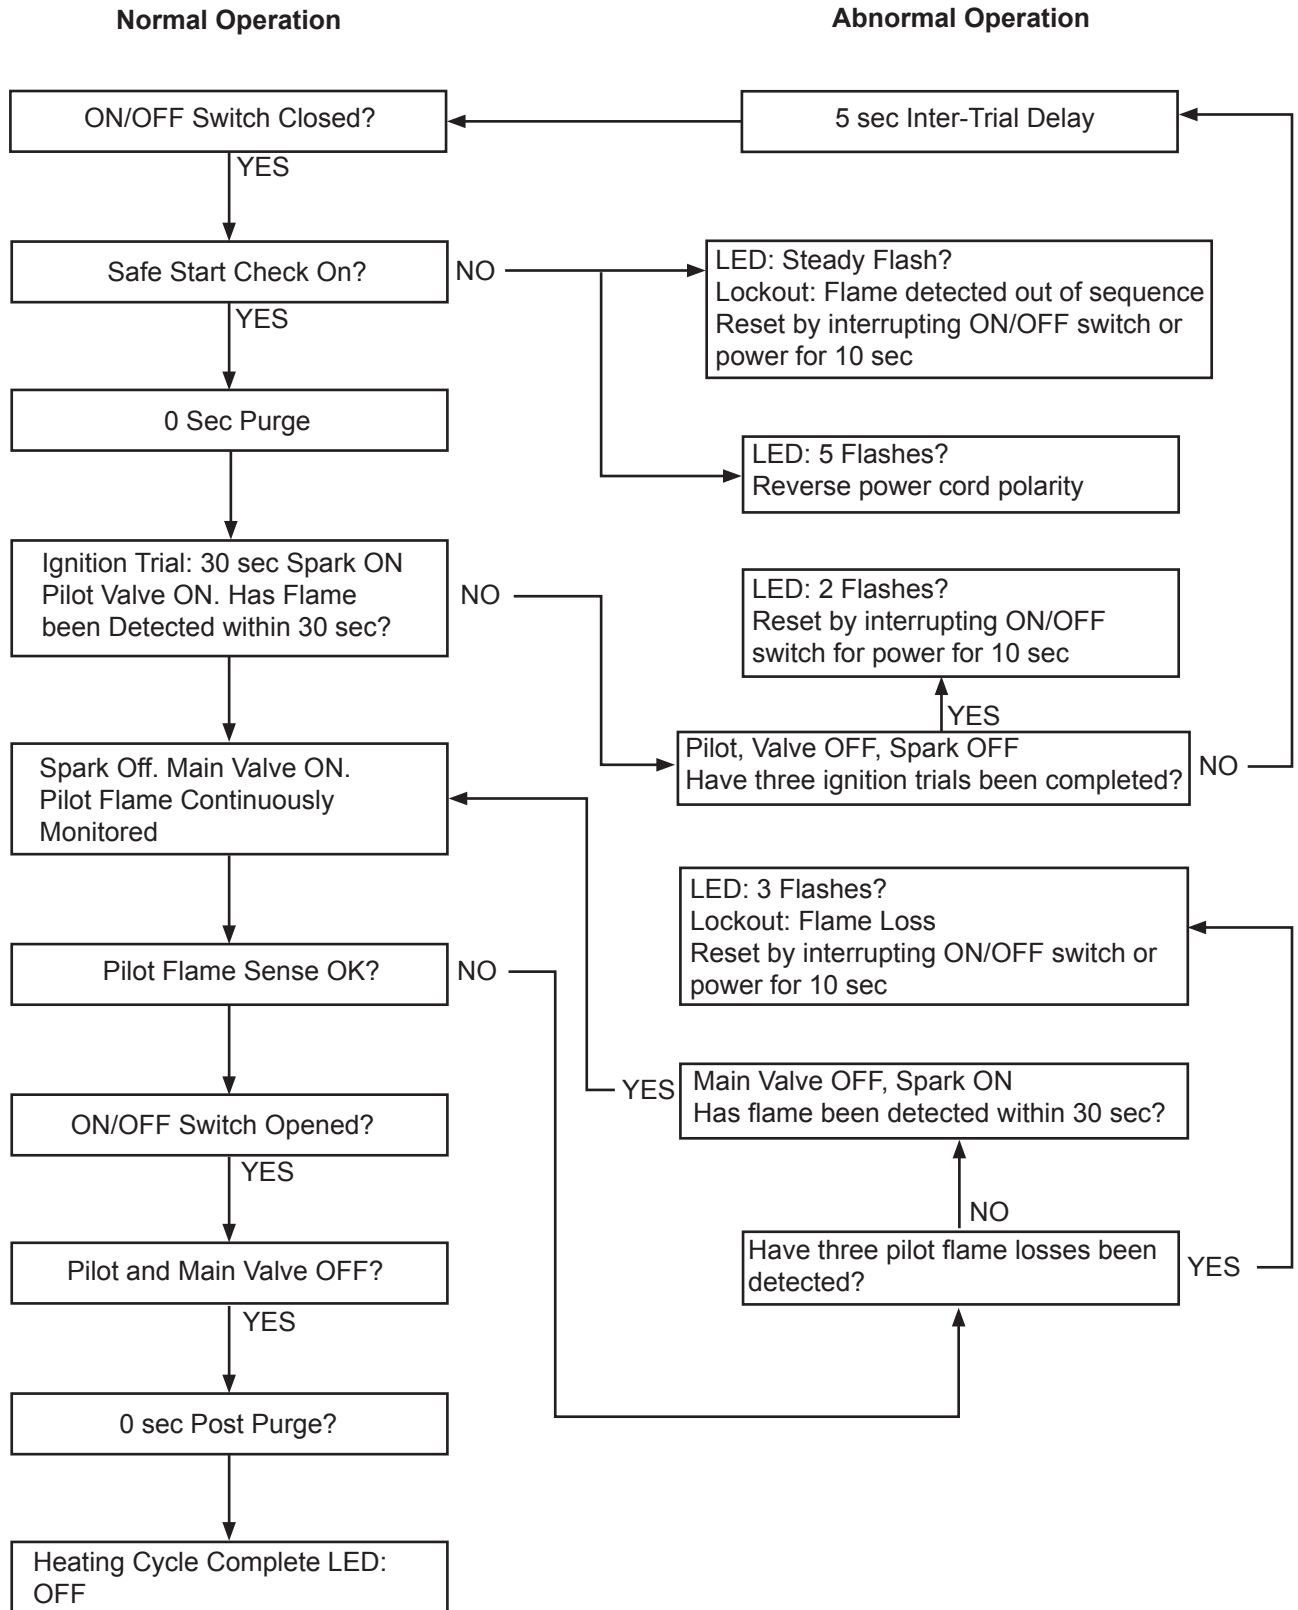 Normal Operation
Abnormal Operation
ON/OFF Switch Closed?
5 sec Inter-Trial Delay
YES
Safe Start Check On?
NO
LED: Steady Flash?
Lockout: Flame detected out of sequence
Reset by interrupting ON/OFF switch or
power for 10 sec
YES
0 Sec Purge
LED: 5 Flashes?
Reverse power cord polarity
Ignition Trial: 30 sec Spark ON
Pilot Valve ON. Has Flame
been Detected within 30 sec?
NO
LED: 2 Flashes?
Reset by interrupting ON/OFF
switch for power for 10 sec
YES
Pilot, Valve OFF, Spark OFF
Have three ignition trials been completed?
NO
Spark Off. Main Valve ON.
Pilot Flame Continuously
Monitored
LED: 3 Flashes?
Lockout: Flame Loss
Reset by interrupting ON/OFF switch or
power for 10 sec
Pilot Flame Sense OK?
NO
YES
Main Valve OFF, Spark ON
Has flame been detected within 30 sec?
ON/OFF Switch Opened?
YES
NO
Have three pilot flame losses been
detected?
YES
Pilot and Main Valve OFF?
YES
0 sec Post Purge?
Heating Cycle Complete LED:
OFF